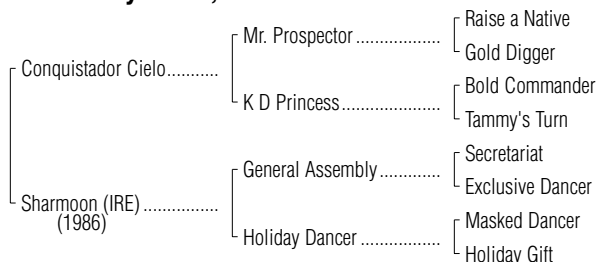 Raise a Native
Mr. Prospector..................
Gold Digger
Conquistador Cielo...........
Bold Commander
K D Princess.....................
Tammy's Turn
Secretariat
General Assembly.............
Exclusive Dancer
Sharmoon (IRE)................
(1986)
Masked Dancer
Holiday Dancer.................
Holiday Gift